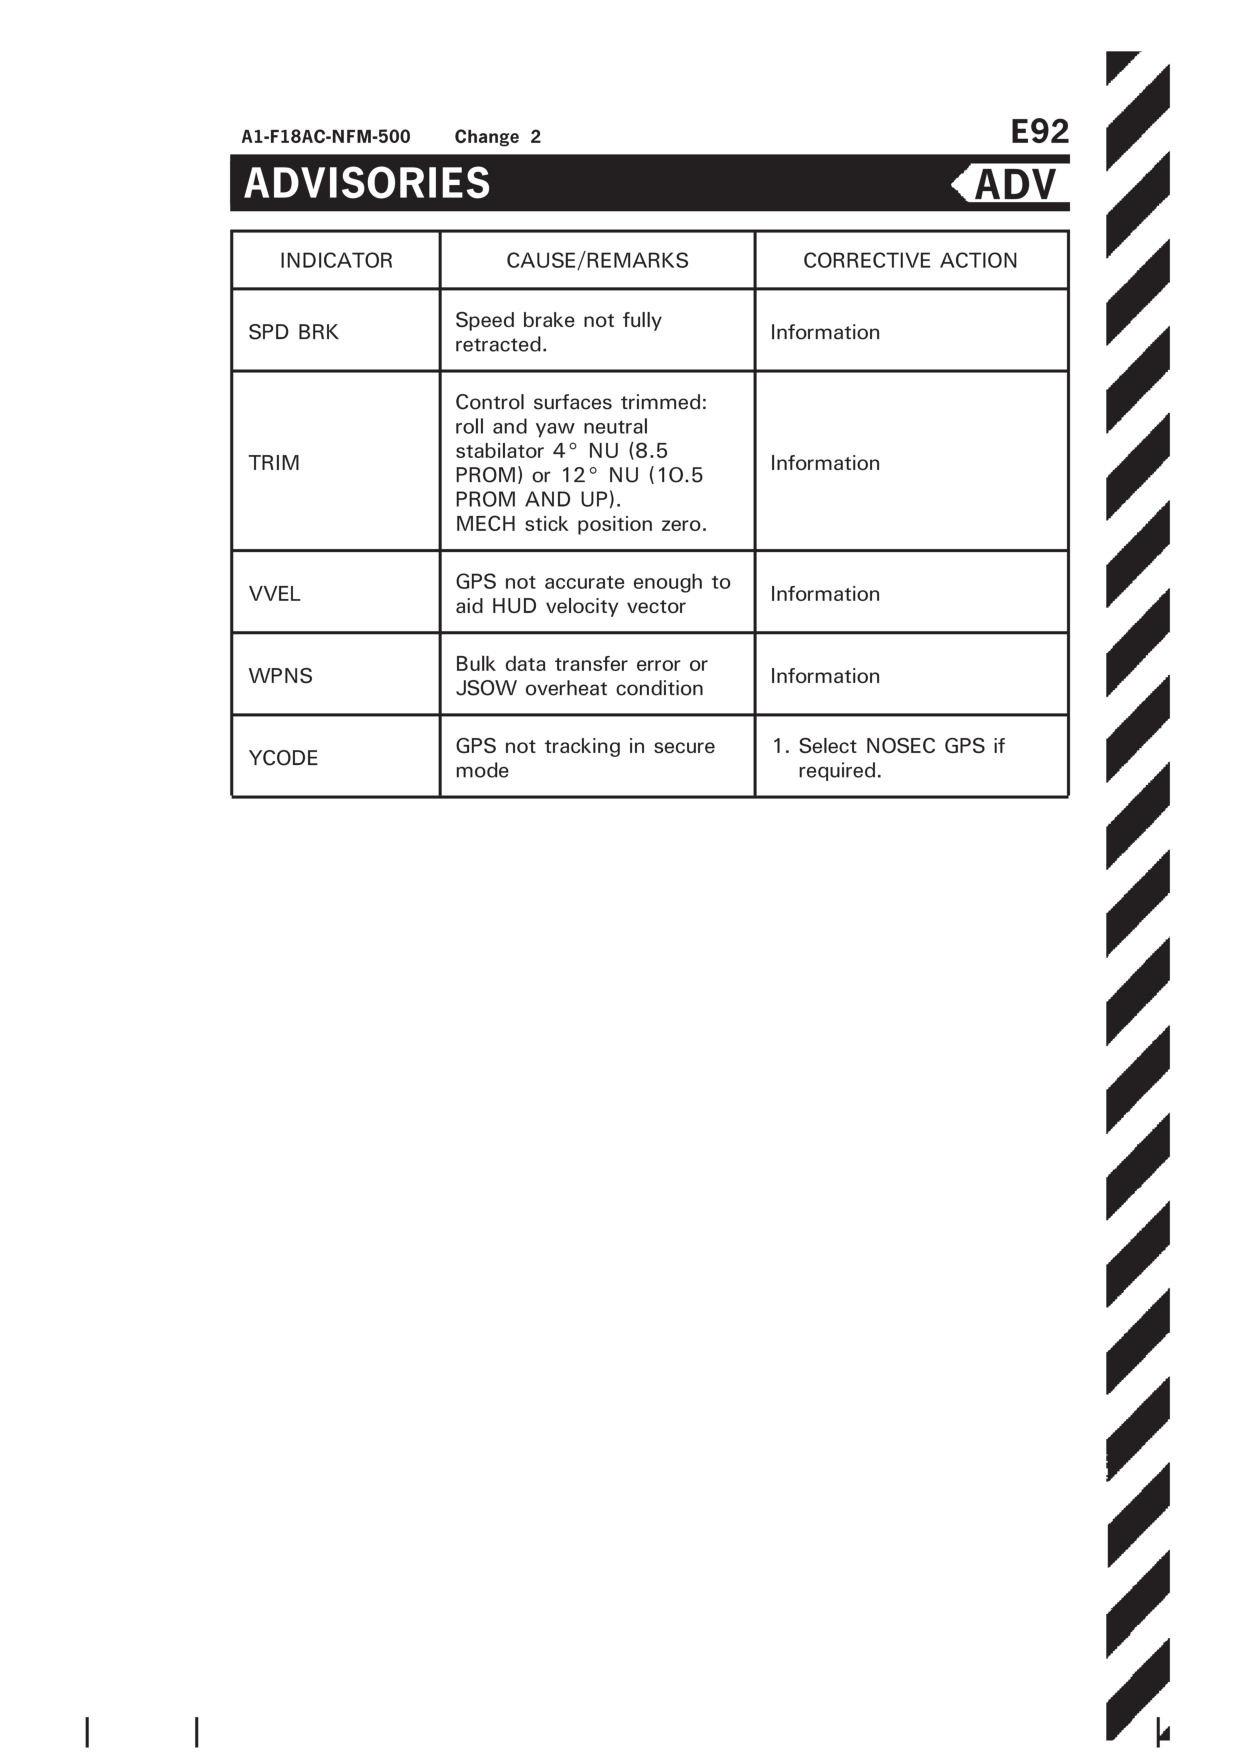 A1-F18AC-NFM-500 Change 2 E92
ADVISORIES ADV
INDICATOR CAUSE/REMARKS CORRECTIVE ACTION
SPD BRK
Speed brake not fully
retracted.
Information
TRIM
Control surfaces trimmed:
roll and yaw neutral
stabilator 4° NU (8.5
PROM) or 12° NU (1O.5
PROM AND UP).
MECH stick position zero.
Information
VVEL
GPS not accurate enough to
aid HUD velocity vector
Information
WPNS
Bulk data transfer error or
JSOW overheat condition
Information
YCODE
GPS not tracking in secure
mode
1. Select NOSEC GPS if
required.